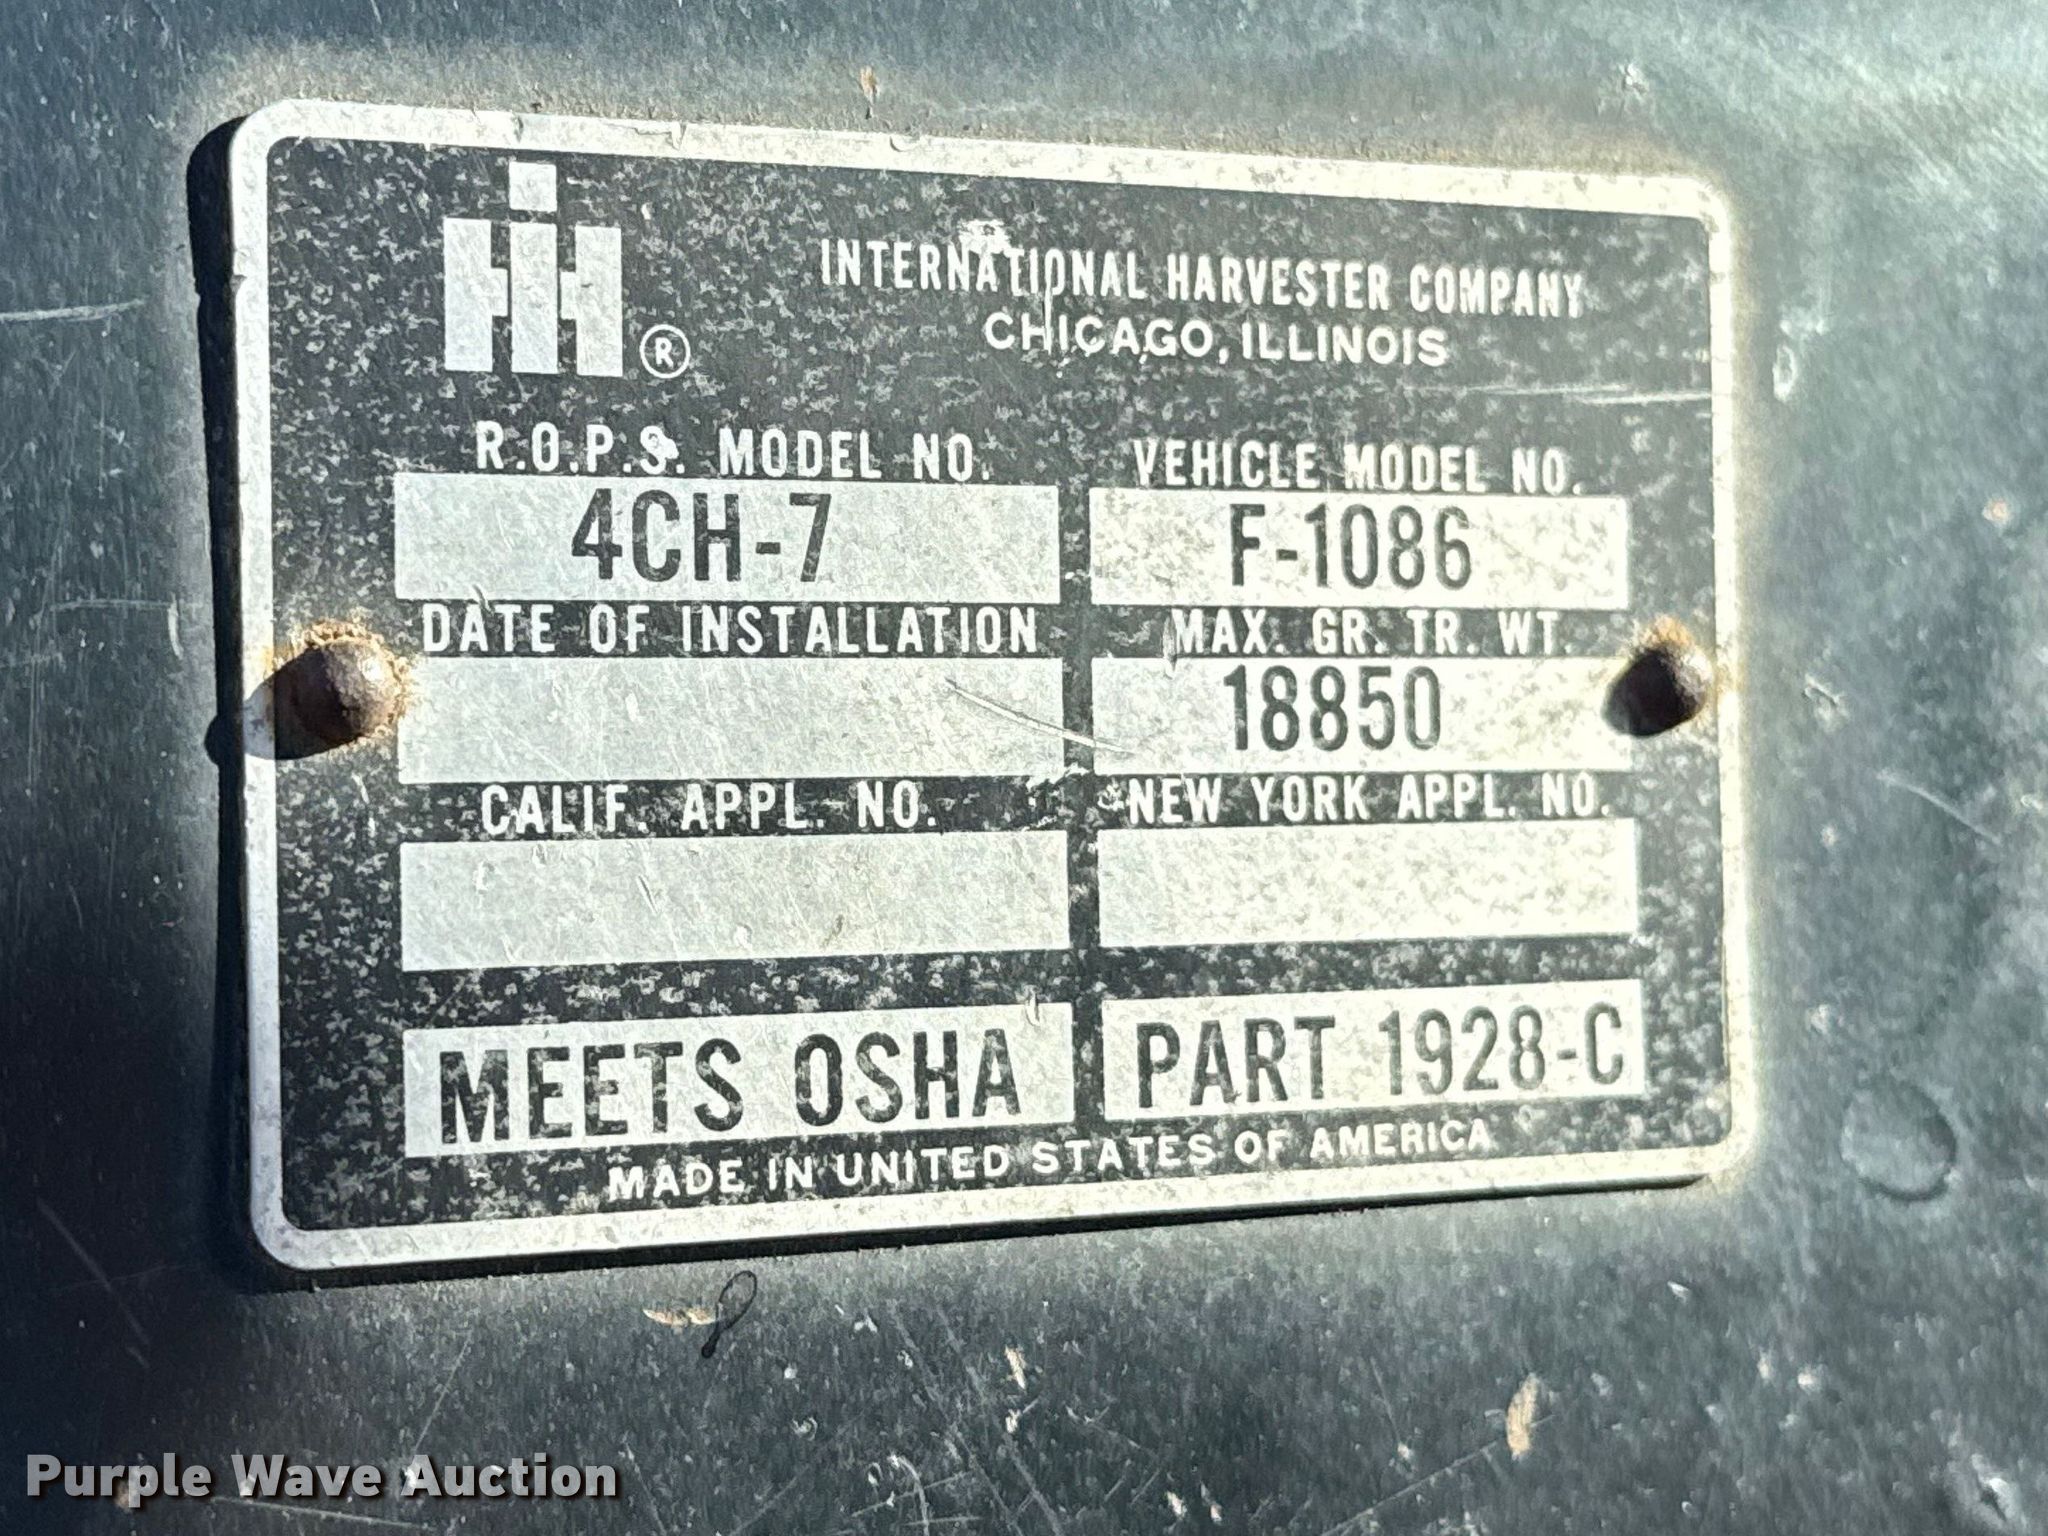 IH ®
INTERNATIONAL HARVESTER COMPANY
CHICAGO, ILLINOIS
R.O.P.S. MODEL NO. VEHICLE MODEL NO.
4CH-7 F-1086
DATE OF INSTALLATION MAX. GR. TR. WT.
18850
CALIF. APPL. NO. NEW YORK APPL. NO.
MEETS OSHA PART 1928-C
MADE IN UNITED STATES OF AMERICA
Purple Wave Auction